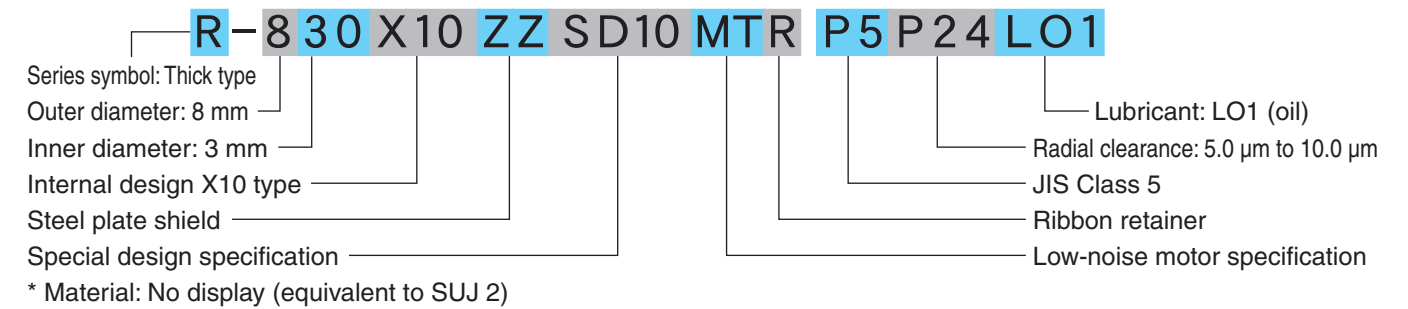 R-830X10ZZSD10MTR P5P24LO1
Series symbol: Thick type
Outer diameter: 8 mm
Inner diameter: 3 mm
Internal design X10 type
Steel plate shield
Special design specification
* Material: No display (equivalent to SUJ 2)
Lubricant: LO1 (oil)
Radial clearance: 5.0 μm to 10.0 μm
JIS Class 5
Ribbon retainer
Low-noise motor specification